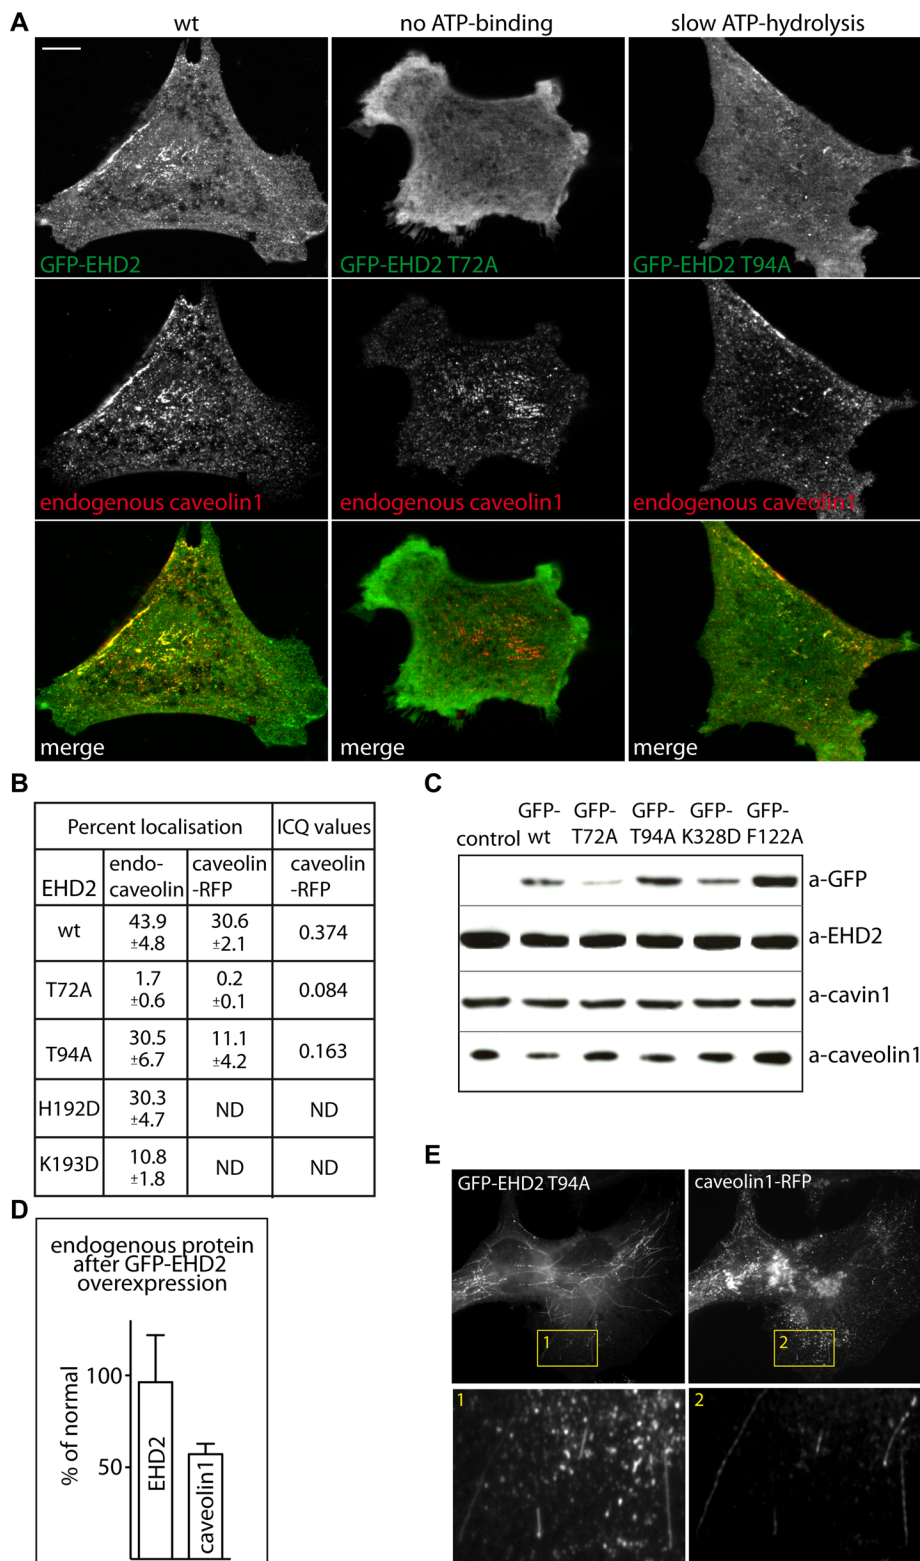 A
wt
no ATP-binding
slow ATP-hydrolysis
GFP-EHD2
GFP-EHD2 T72A
GFP-EHD2 T94A
endogenous caveolin1
endogenous caveolin1
endogenous caveolin1
merge
merge
merge
B
Percent localisation
ICQ values
EHD2
endo-
caveolin
caveolin
-RFP
caveolin
-RFP
wt
43.9
±4.8
30.6
±2.1
0.374
T72A
1.7
±0.6
0.2
±0.1
0.084
T94A
30.5
±6.7
11.1
±4.2
0.163
H192D
30.3
±4.7
ND
ND
K193D
10.8
±1.8
ND
ND
C
control
GFP-
wt
GFP-
T72A
GFP-
T94A
GFP-
K328D
GFP-
F122A
a-GFP
a-EHD2
a-cavin1
a-caveolin1
D
endogenous protein
after GFP-EHD2
overexpression
% of normal
100
50
EHD2
caveolin1
E
GFP-EHD2 T94A
caveolin1-RFP
1
2
1
2